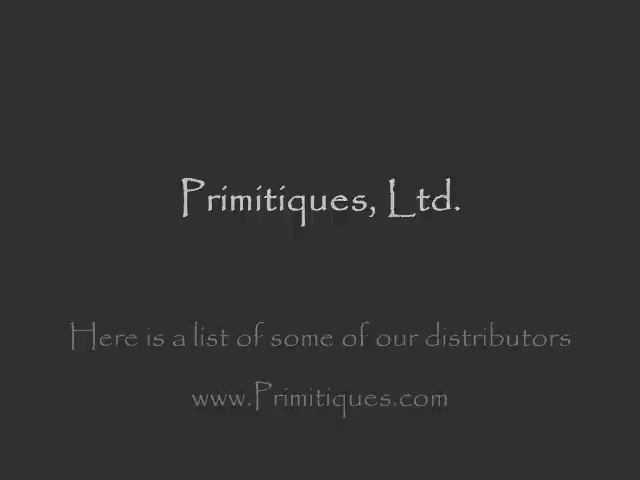 Primitiques, Ltd.
Here is a list of some of our distributors
www.Primitiques.com